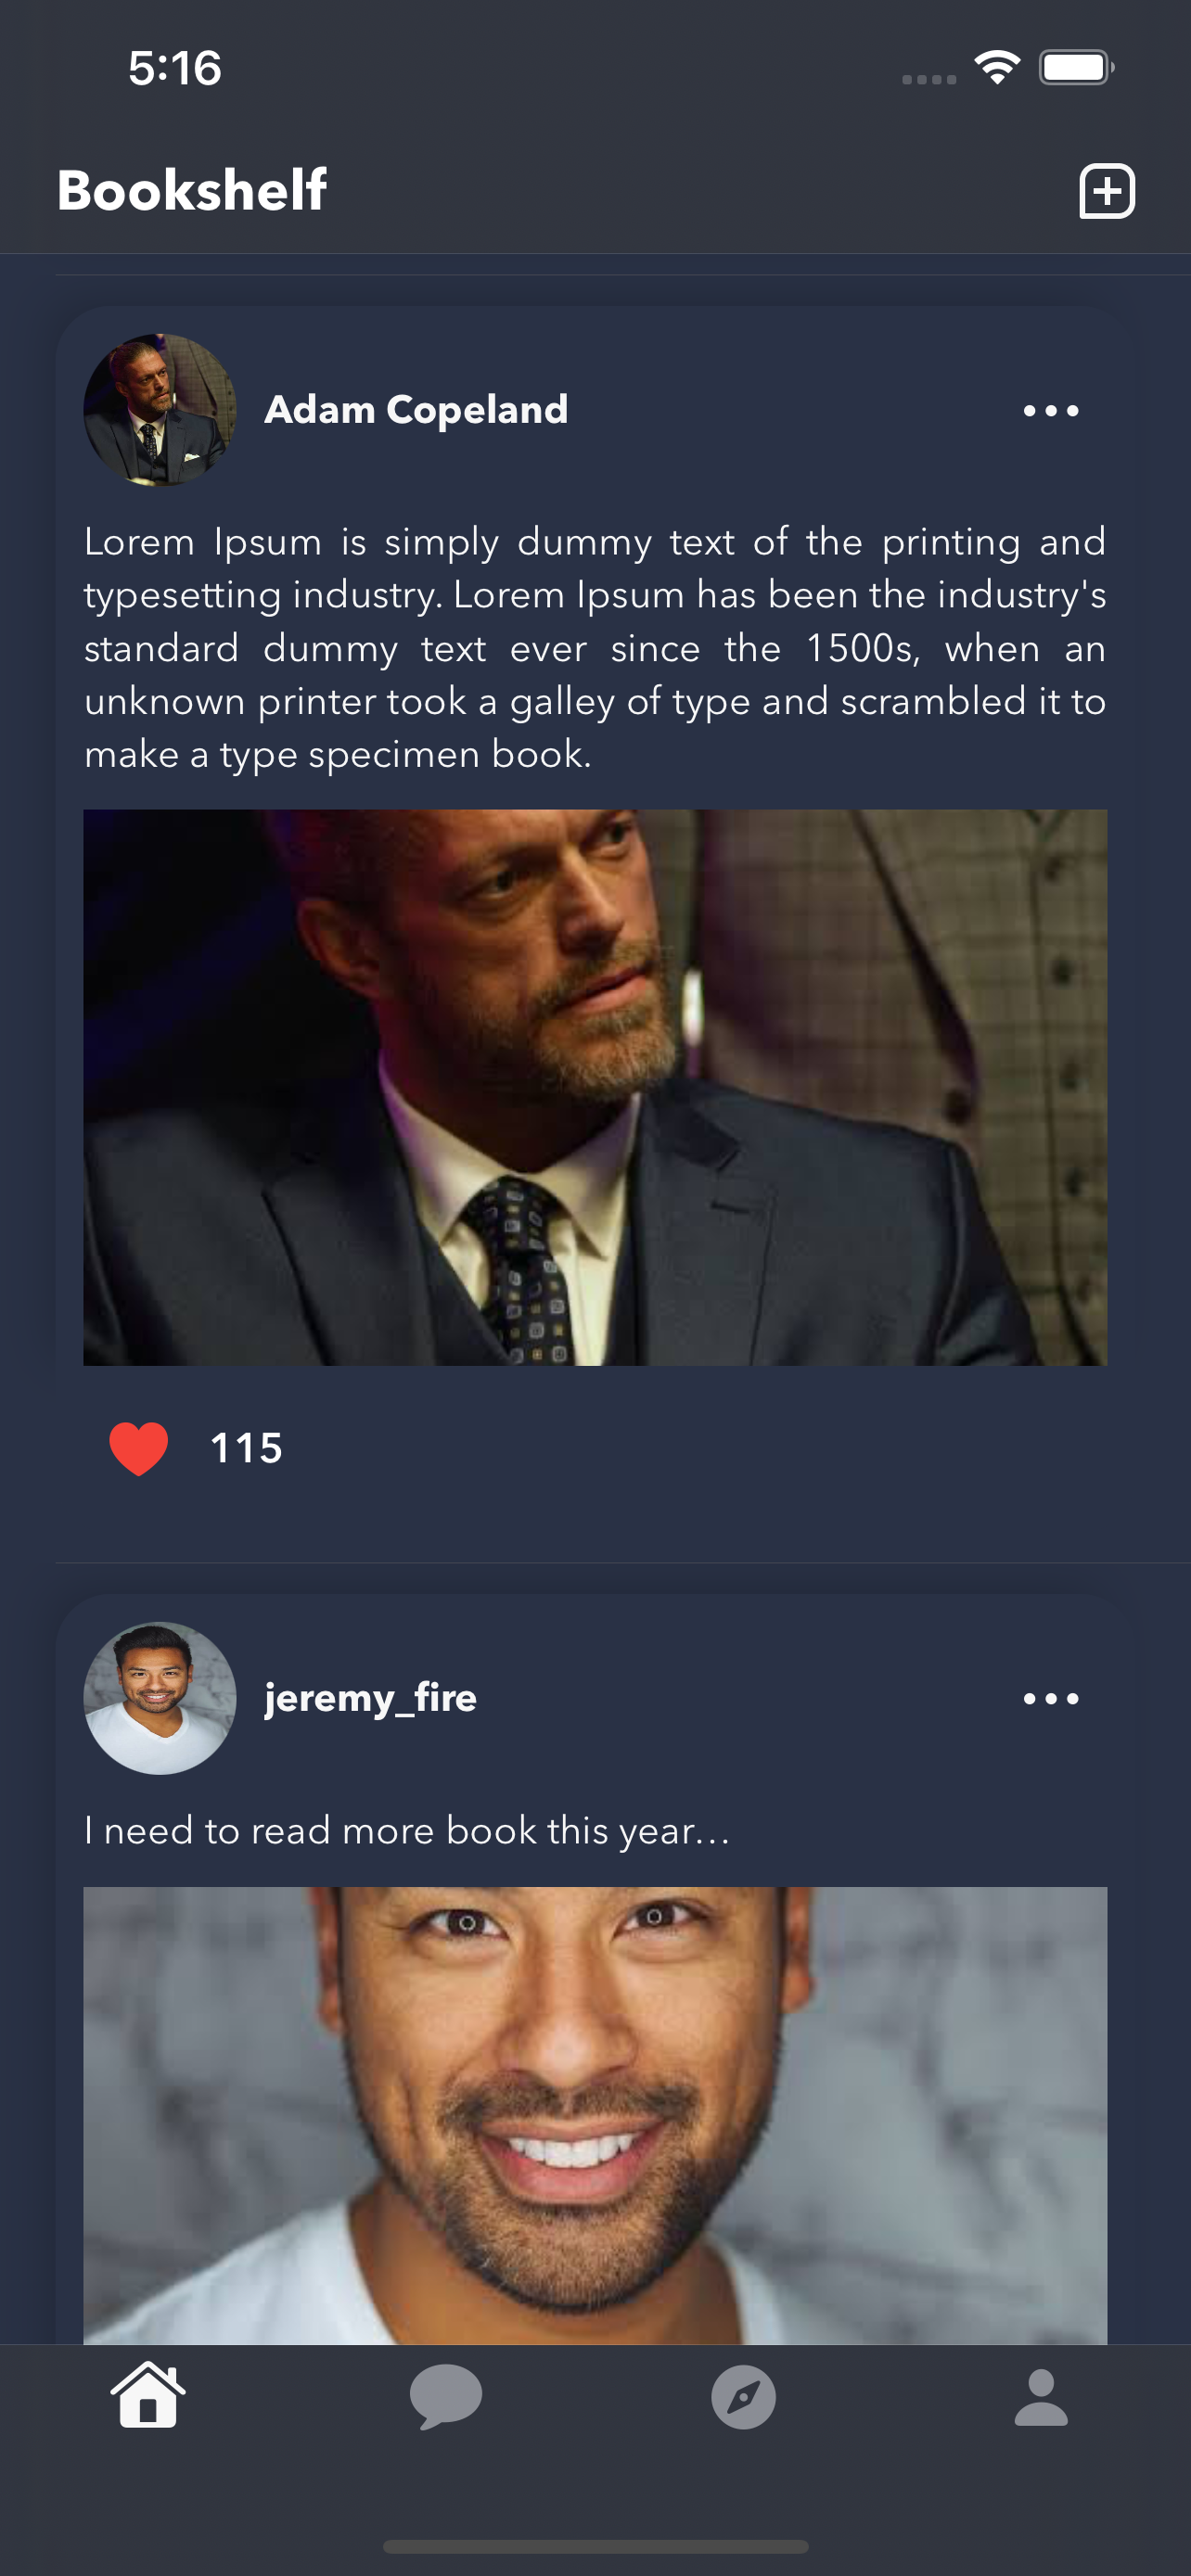 5:16
Bookshelf
Adam Copeland
Lorem Ipsum is simply dummy text of the printing and
typesetting industry. Lorem Ipsum has been the industry's
standard dummy text ever since the 1500s, when an
unknown printer took a galley of type and scrambled it to
make a type specimen book.
115
jeremy_fire
I need to read more book this year...